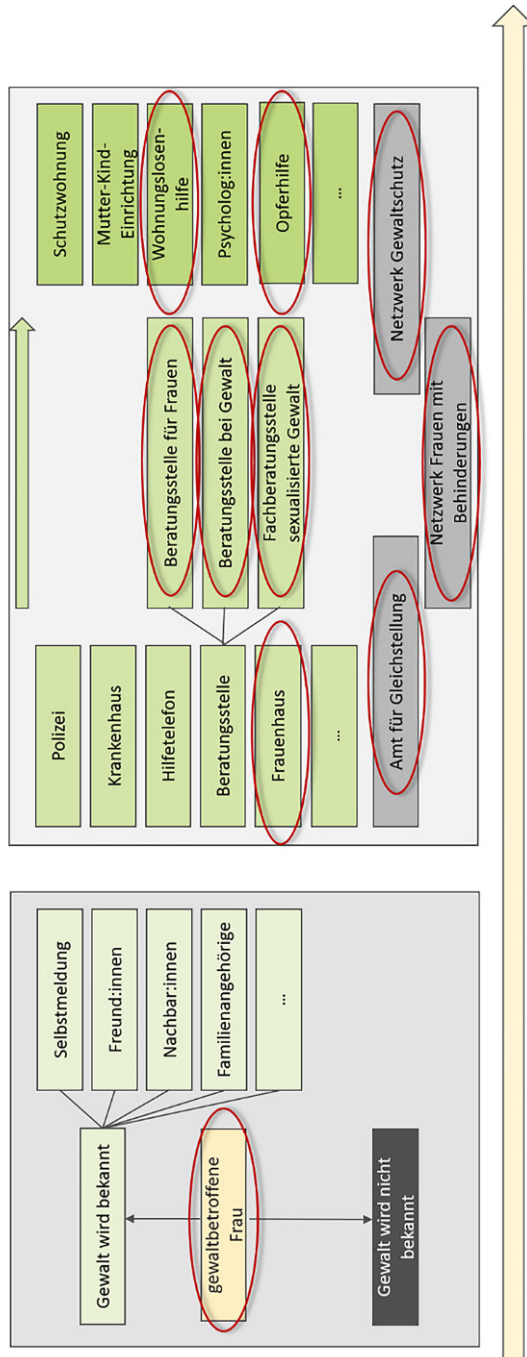 Gewalt wird bekannt
gewaltbetroffene
Frau
Gewalt wird nicht
bekannt
Selbstmeldung
Freund:innen
Nachbar:innen
Familienangehörige
...
Polizei
Krankenhaus
Hilfetelefon
Beratungsstelle
Frauenhaus
...
Beratungsstelle für Frauen
Beratungsstelle bei Gewalt
Fachberatungsstelle
sexualisierte Gewalt
Schutzwohnung
Mutter-Kind-
Einrichtung
Wohnungslosen-
hilfe
Psycholog:innen
Opferhilfe
...
Amt für Gleichstellung
Netzwerk Frauen mit
Behinderungen
Netzwerk Gewaltschutz